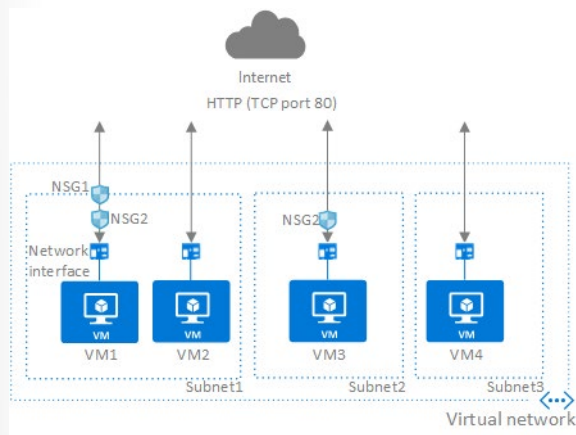 Internet
HTTP (TCP port 80)
NSG1
NSG2
NSG2
Network
interface
VM
VM
VM
VM
VM1
VM2
VM3
VM4
Subnet1
Subnet2
Subnet3
Virtual network